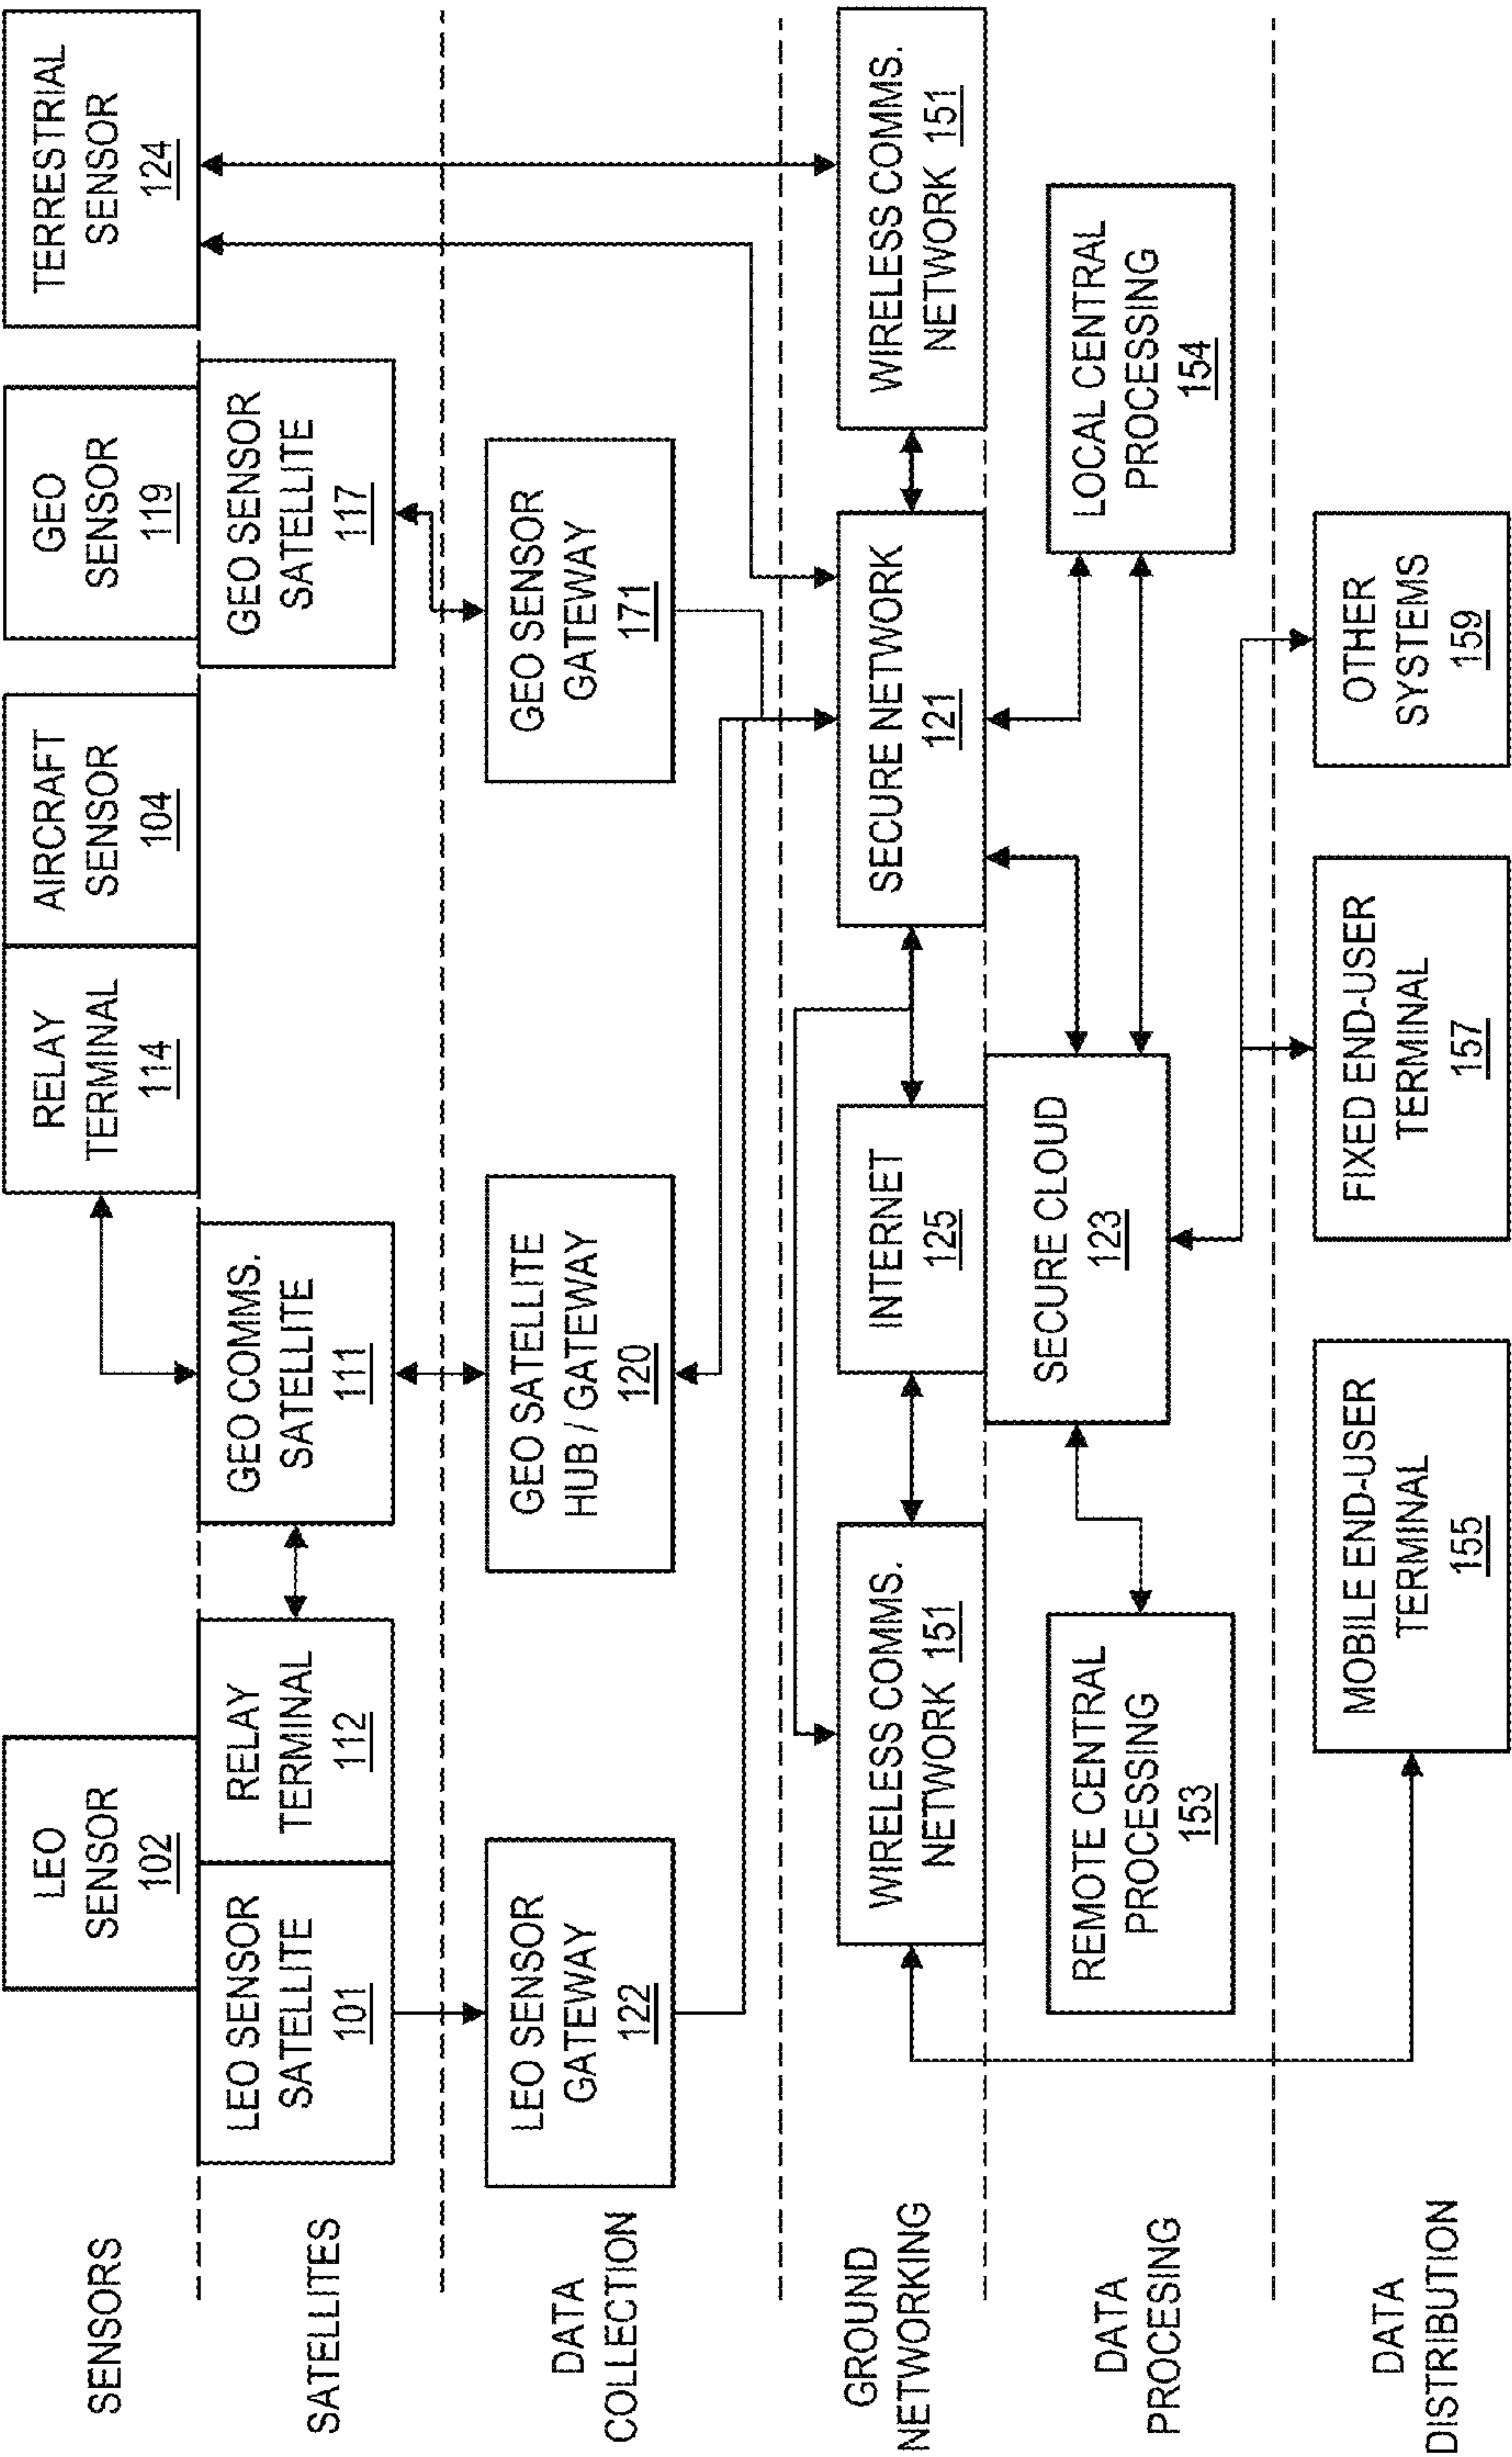 SENSORS
LEO
SENSOR
102
RELAY
TERMINAL
114
AIRCRAFT
SENSOR
104
GEO
SENSOR
119
TERRESTRIAL
SENSOR
124
SATELLITES
LEO SENSOR
SATELLITE
101
RELAY
TERMINAL
112
GEO COMMS.
SATELLITE
111
GEO SENSOR
SATELLITE
117
DATA
COLLECTION
LEO SENSOR
GATEWAY
122
GEO SATELLITE
HUB / GATEWAY
120
GEO SENSOR
GATEWAY
171
GROUND
NETWORKING
WIRELESS COMMS.
NETWORK 151
INTERNET
125
SECURE NETWORK
121
WIRELESS COMMS.
NETWORK 151
DATA
PROCESING
REMOTE CENTRAL
PROCESSING
153
SECURE CLOUD
123
LOCAL CENTRAL
PROCESSING
154
DATA
DISTRIBUTION
MOBILE END-USER
TERMINAL
155
FIXED END-USER
TERMINAL
157
OTHER
SYSTEMS
159